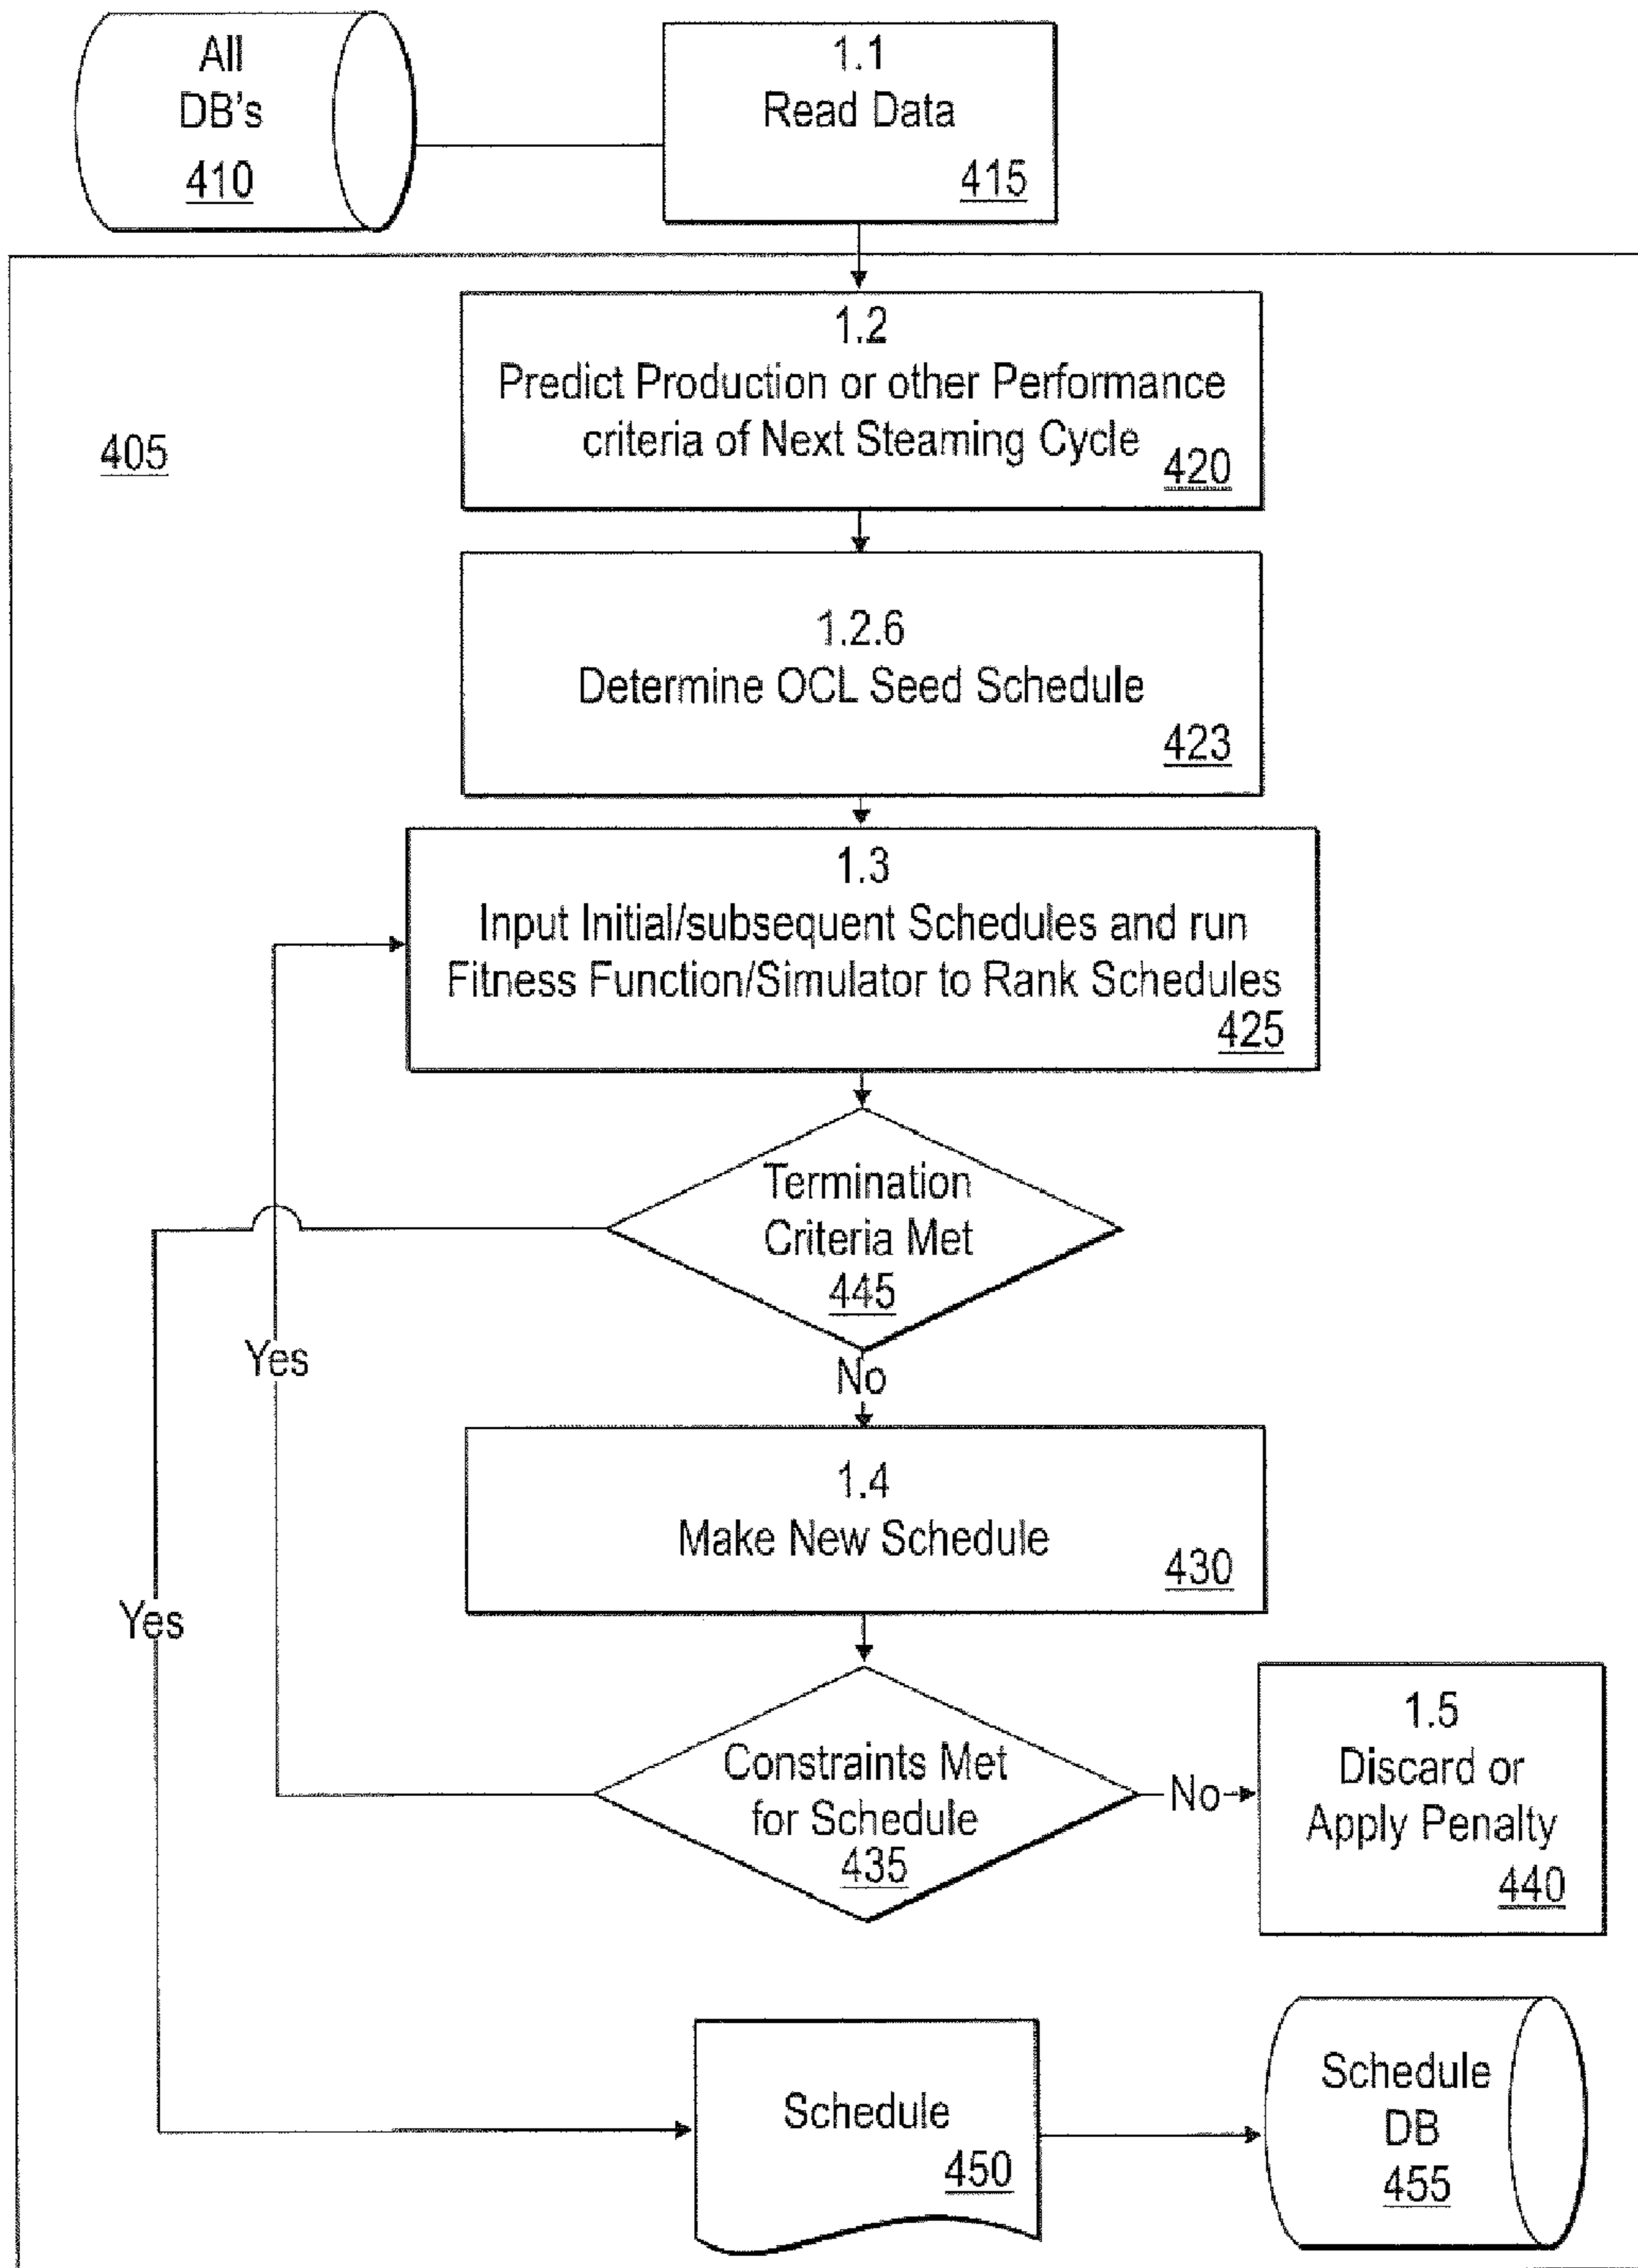 All
DB's
410
1.1
Read Data
415
405
1.2
Predict Production or other Performance
criteria of Next Steaming Cycle
420
1.2.6
Determine OCL Seed Schedule
423
1.3
Input Initial/subsequent Schedules and run
Fitness Function/Simulator to Rank Schedules
425
Termination
Criteria Met
445
Yes
No
1.4
Make New Schedule
430
Yes
Constraints Met
for Schedule
435
No
1.5
Discard or
Apply Penalty
440
Schedule
450
Schedule
DB
455